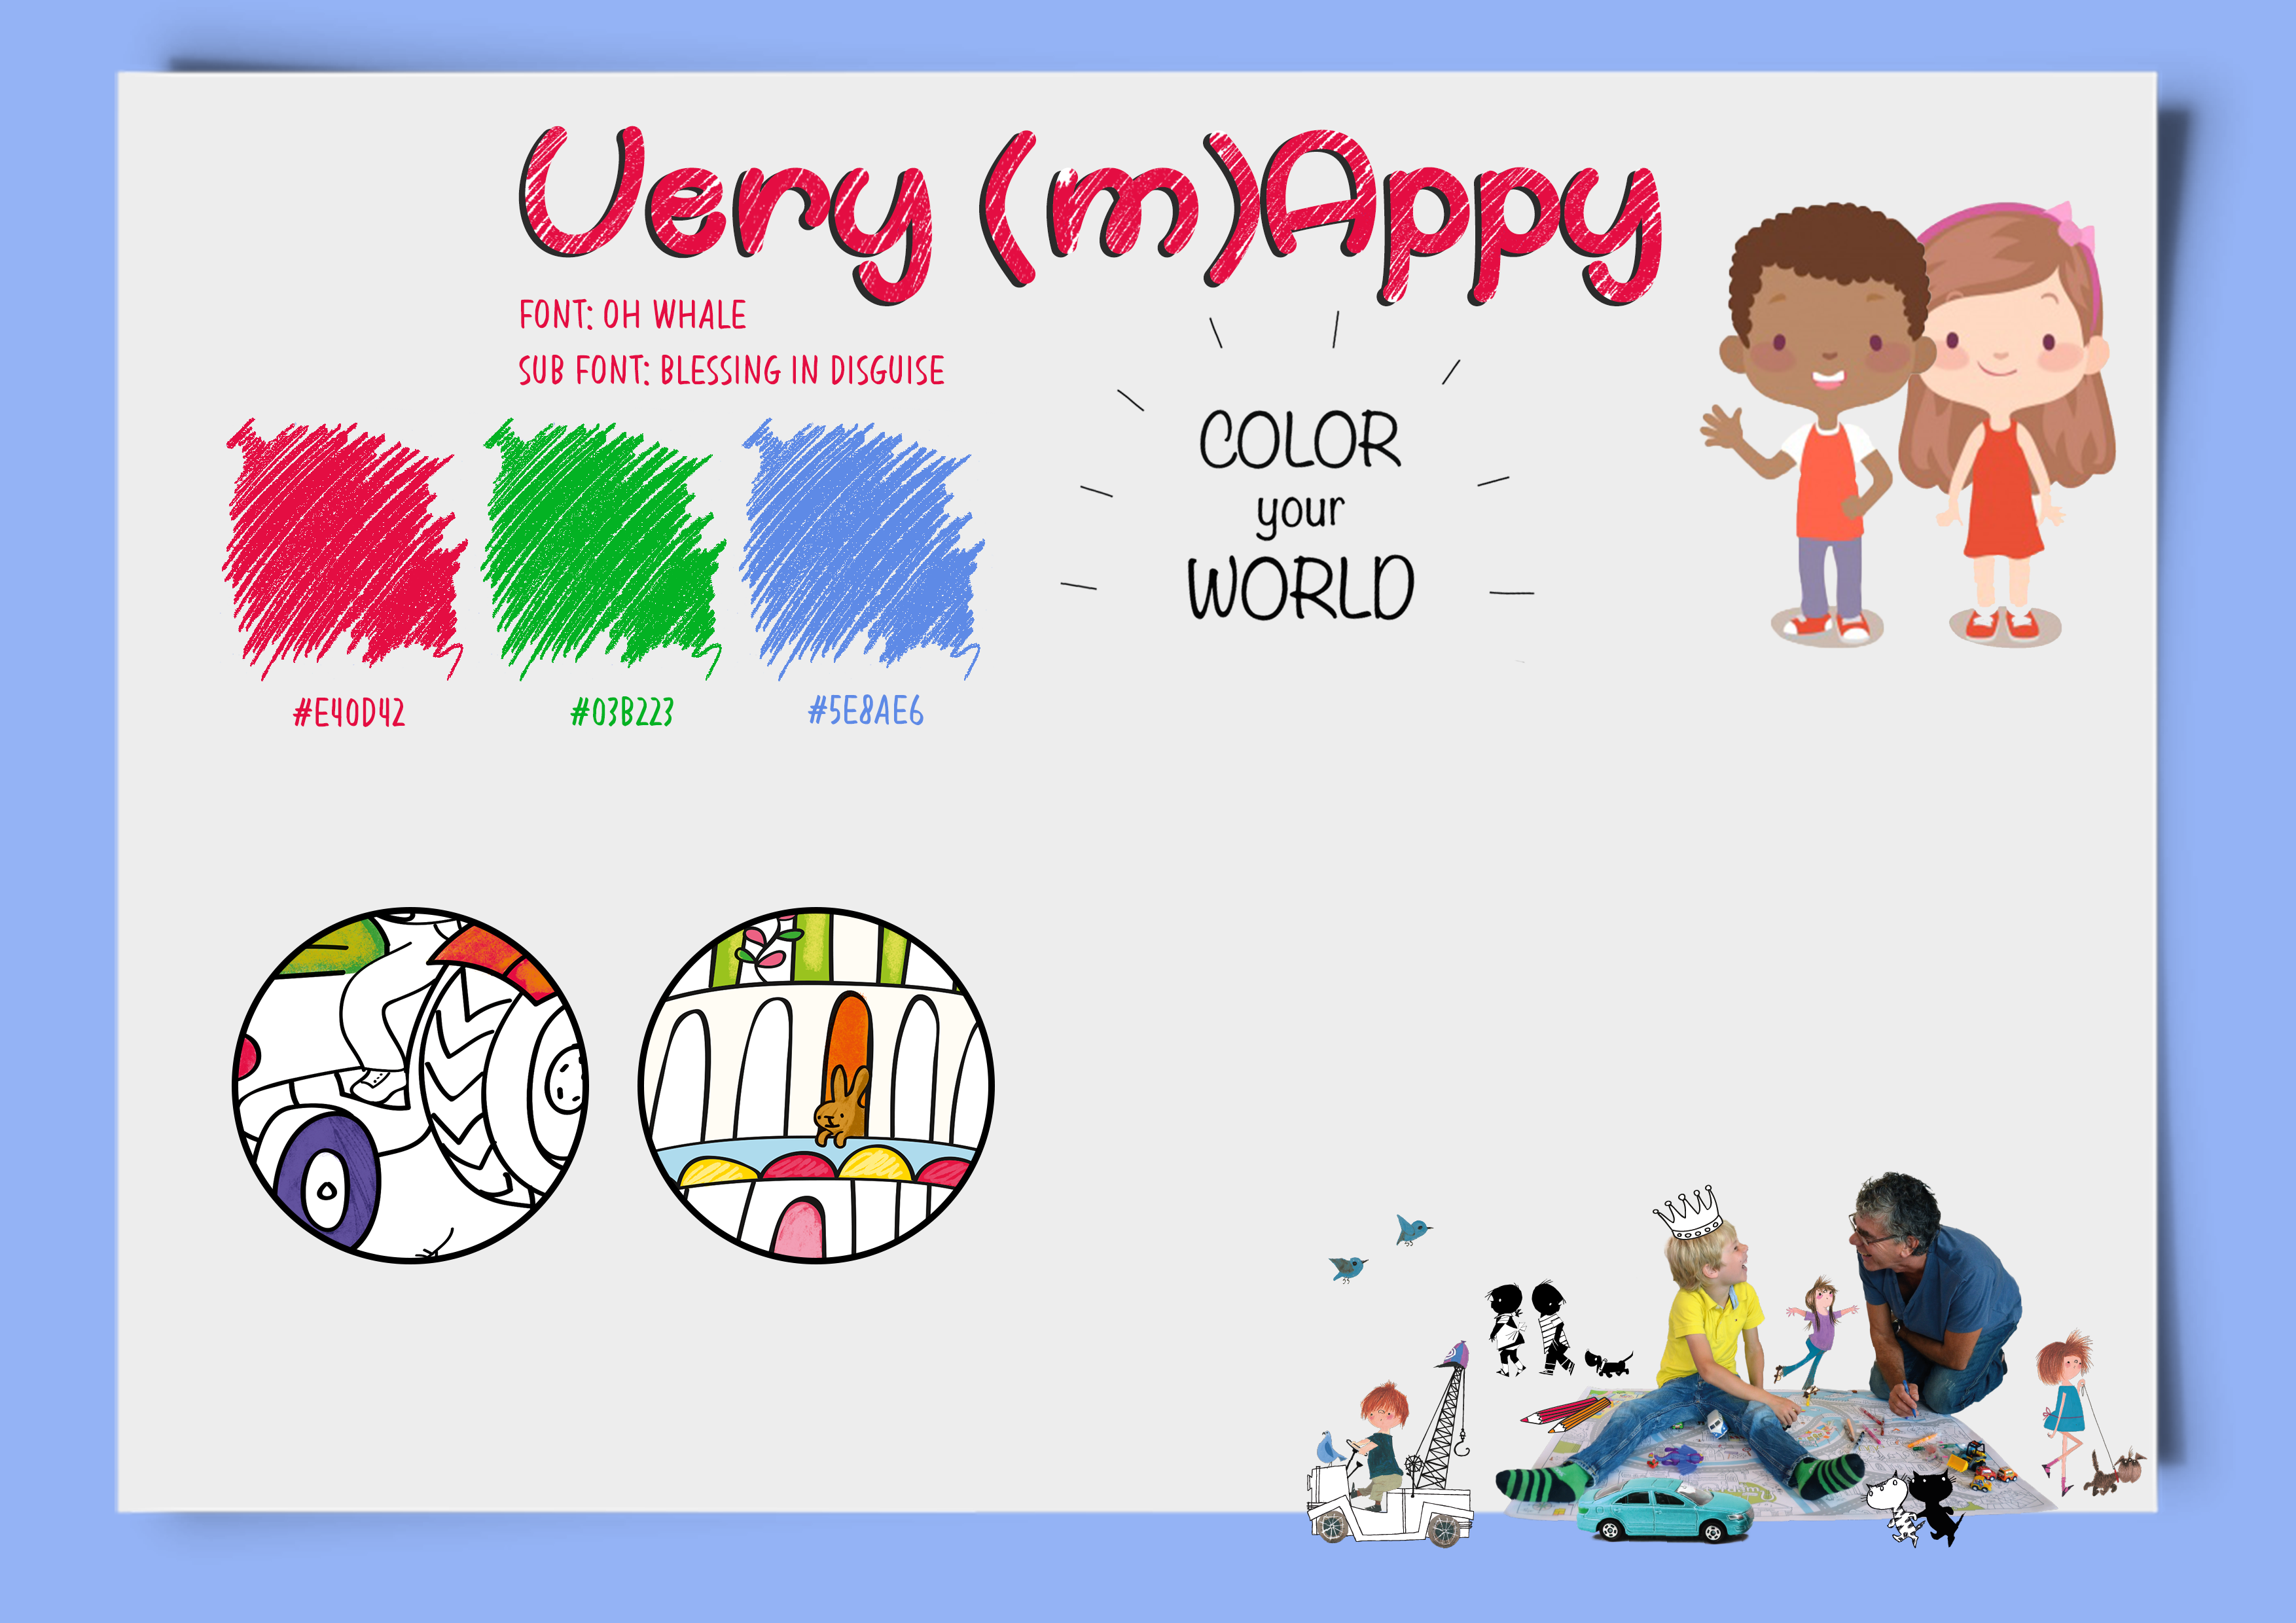 Very (m)Appy
FONT: OH WHALE
SUB FONT: BLESSING IN DISGUISE
COLOR
your
WORLD
#E40D42
#03B223
#5E8AE6